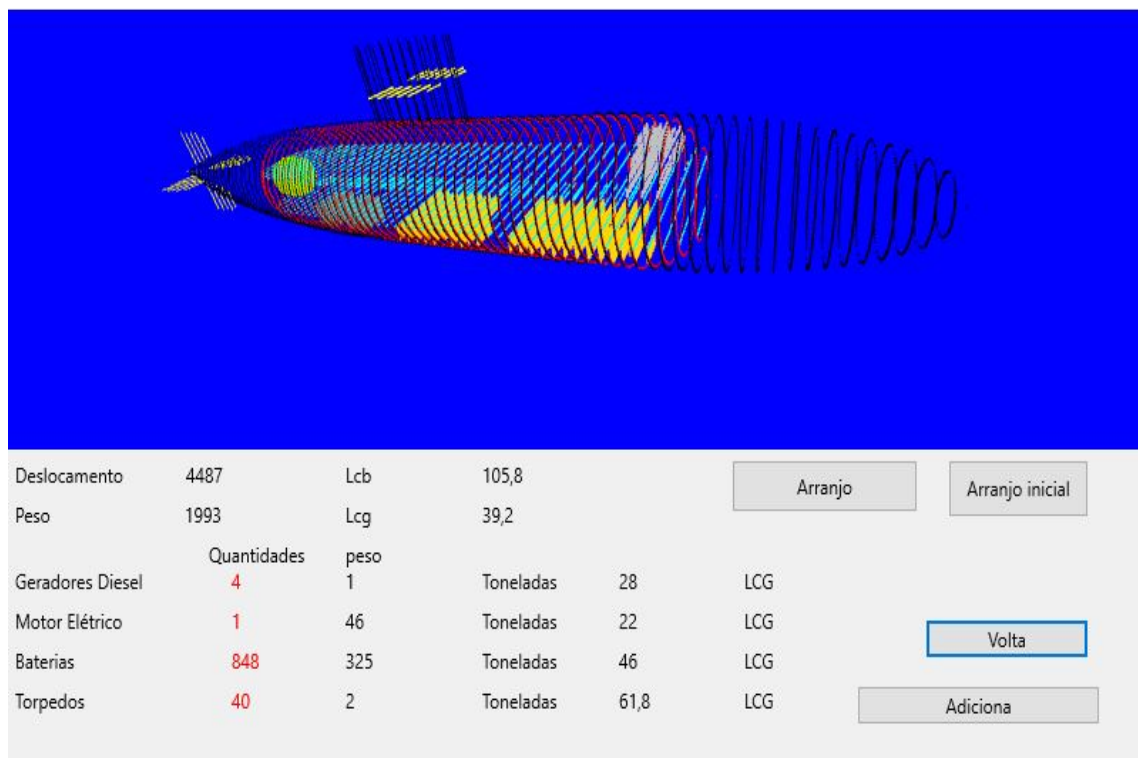 Deslocamento 4487 Lcb 105,8 Arranjo Arranjo inicial
Peso 1993 Lcg 39,2
Quantidades peso
Geradores Diesel 4 1 Toneladas 28 LCG
Motor Elétrico 1 46 Toneladas 22 LCG
Volta
Baterias 848 325 Toneladas 46 LCG
Torpedos 40 2 Toneladas 61,8 LCG Adiciona